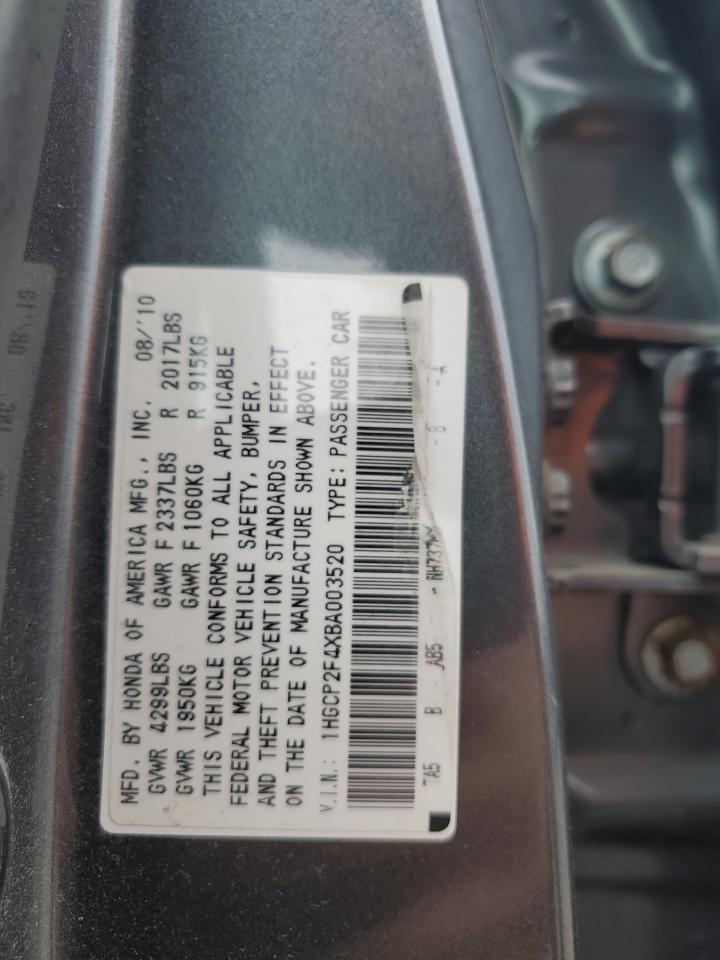 MFD. BY HONDA OF AMERICA MFG., INC. 08/'10
GVWR 4299LBS GAWR F 2337LBS R 2017LBS
GVWR 1950KG GAWR F 1060KG R 915KG
THIS VEHICLE CONFORMS TO ALL APPLICABLE
FEDERAL MOTOR VEHICLE SAFETY, BUMPER,
AND THEFT PREVENTION STANDARDS IN EFFECT
ON THE DATE OF MANUFACTURE SHOWN ABOVE.
V.I.N.: 1HGCP2F4XBA003520 TYPE: PASSENGER CAR
TA5 B AB5 - NH737M -B -A